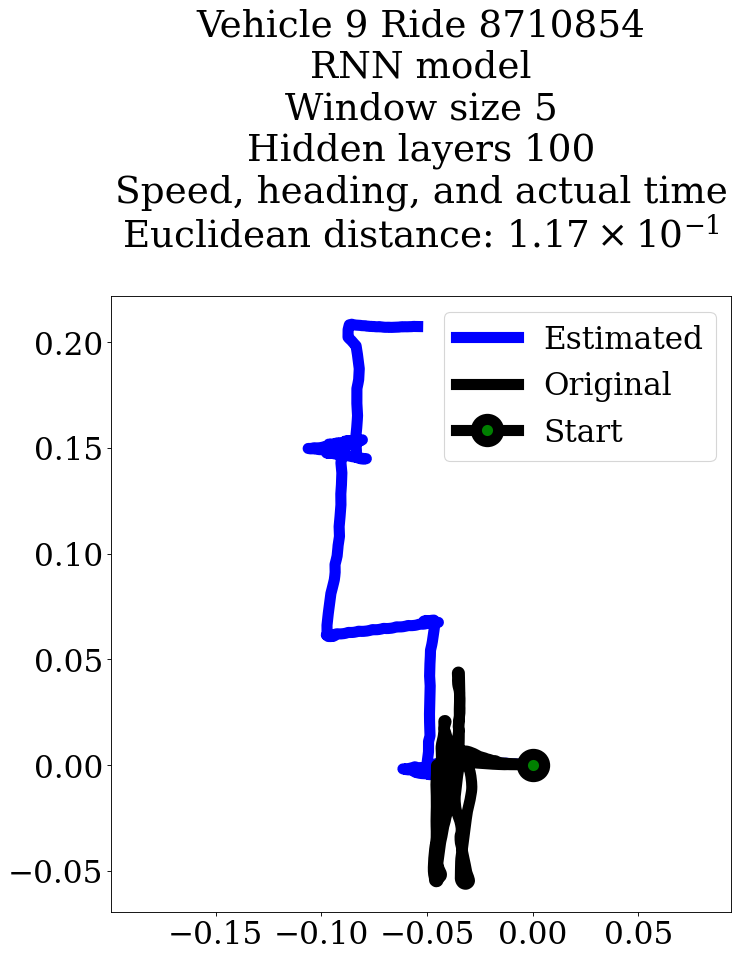 Vehicle 9 Ride 8710854
RNN model
Window size 5
Hidden layers 100
Speed, heading, and actual time
Euclidean distance: 1.17 × 10⁻¹
Estimated
Original
Start
0.20
0.15
0.10
0.05
0.00
−0.05
−0.15 −0.10 −0.05 0.00 0.05